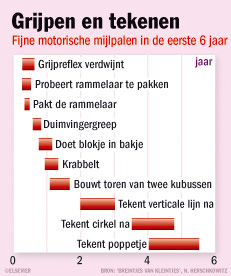 Grijpen en tekenen
Fijne motorische mijlpalen in de eerste 6 jaar
jaar
Grijpreflex verdwijnt
Probeert rammelaar te pakken
Pakt de rammelaar
Duimvingergreep
Doet blokje in bakje
Krabbelt
Bouwt toren van twee kubussen
Tekent verticale lijn na
Tekent cirkel na
Tekent poppetje
0 2 4 6
©ELSEVIER BRON: 'BREINTJES VAN KLEINTJES', N. KERSCHKOWITZ